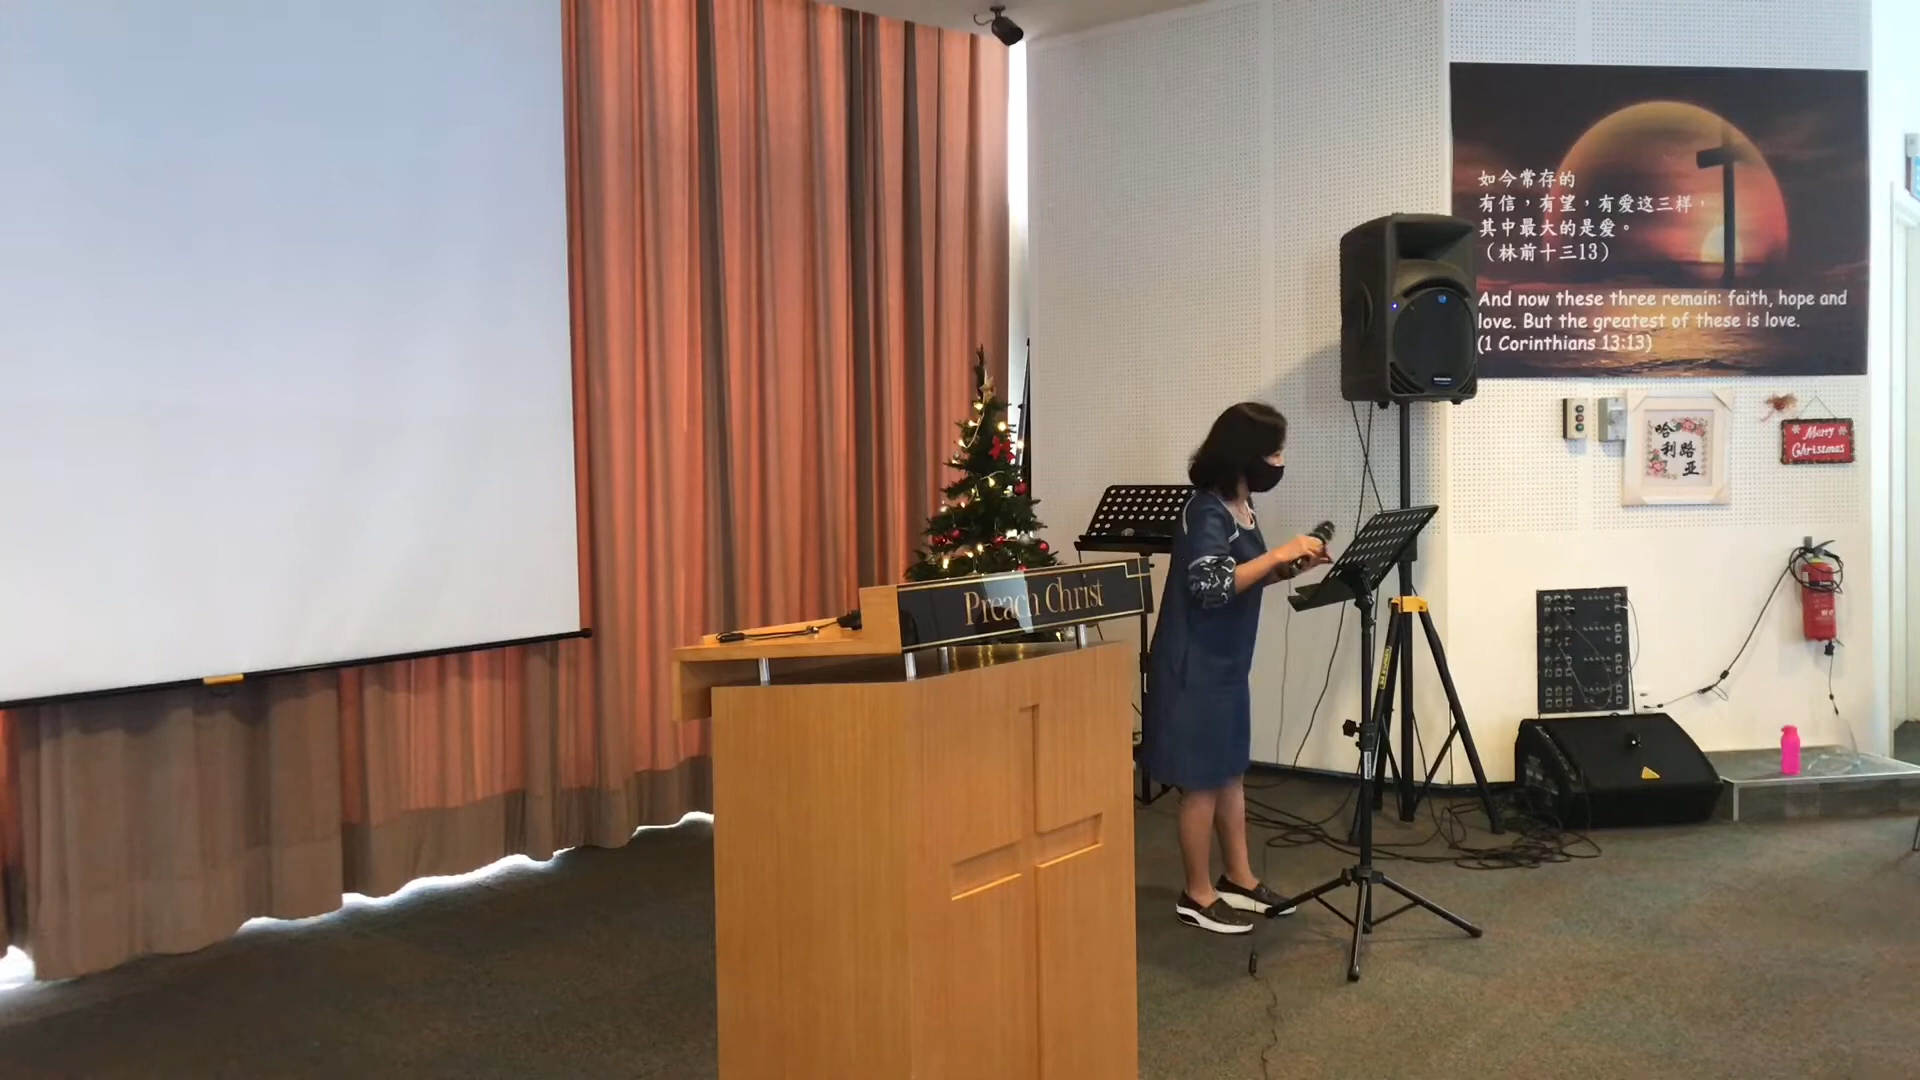 如今常存的
有信，有望，有爱这三样，
其中最大的是爱。
（林前十三13）
And now these three remain: faith, hope and
love. But the greatest of these is love.
(1 Corinthians 13:13)
哈利路亚
Merry
Christmas
Preach Christ